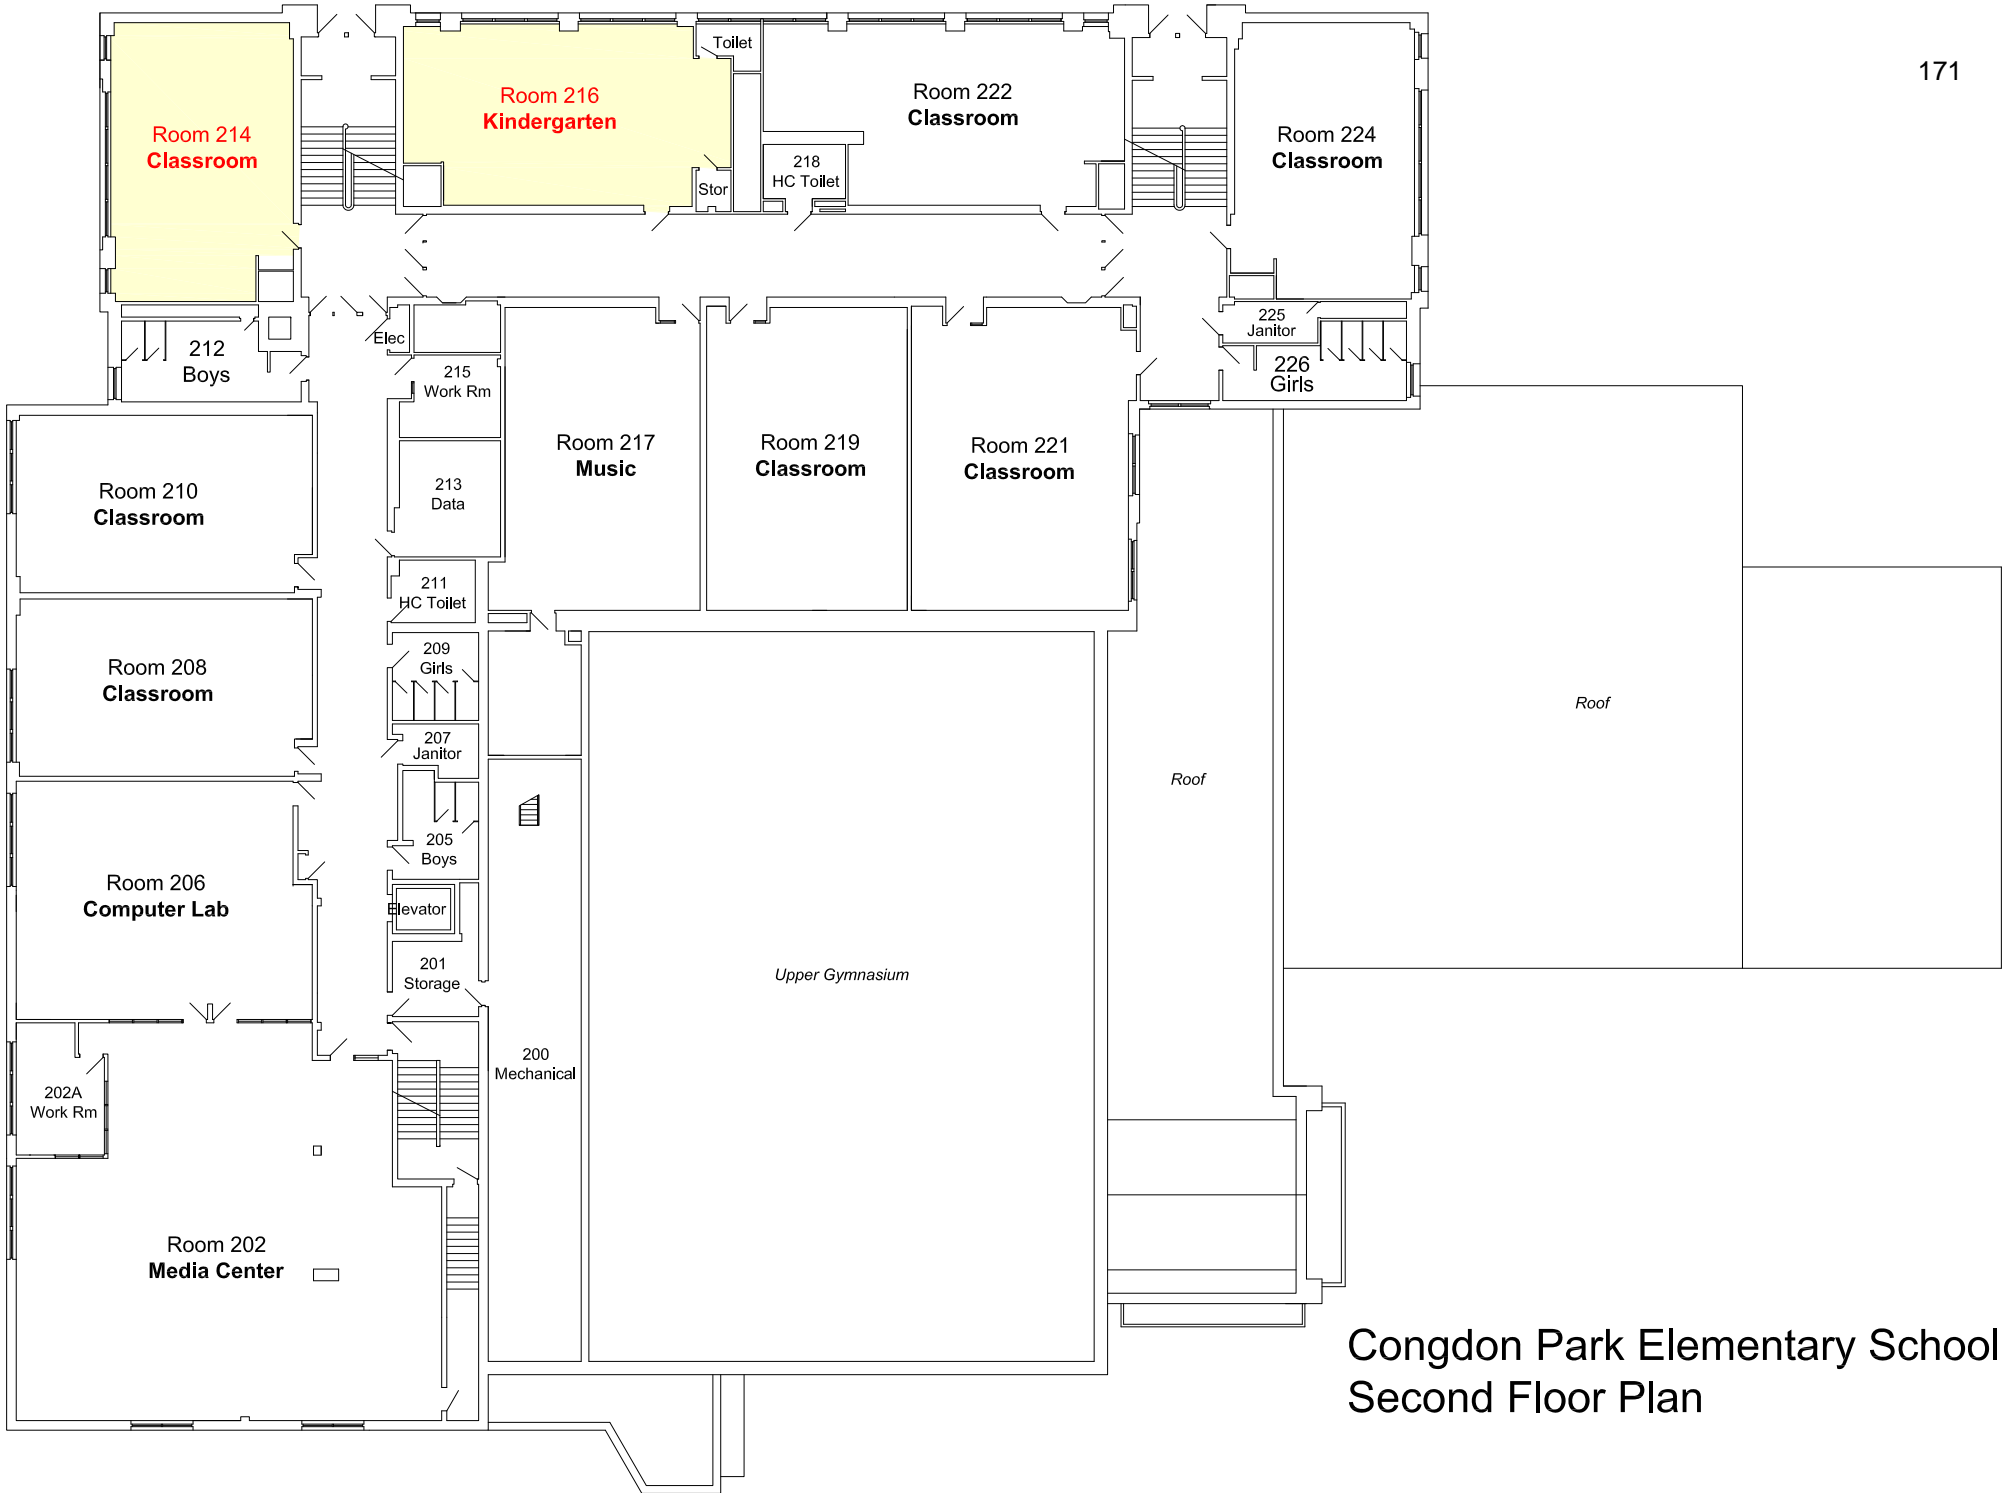 171
Toilet
Room 216
Kindergarten
Room 222
Classroom
Room 214
Classroom
Room 224
Classroom
218
HC Toilet
Stor
225
Janitor
Elec
212
Boys
215
Work Rm
226
Girls
Room 217
Music
Room 219
Classroom
Room 221
Classroom
Room 210
Classroom
213
Data
211
HC Toilet
209
Girls
Room 208
Classroom
Roof
207
Janitor
Roof
205
Boys
Room 206
Computer Lab
Elevator
201
Storage
Upper Gymnasium
200
Mechanical
202A
Work Rm
Room 202
Media Center
Congdon Park Elementary School
Second Floor Plan